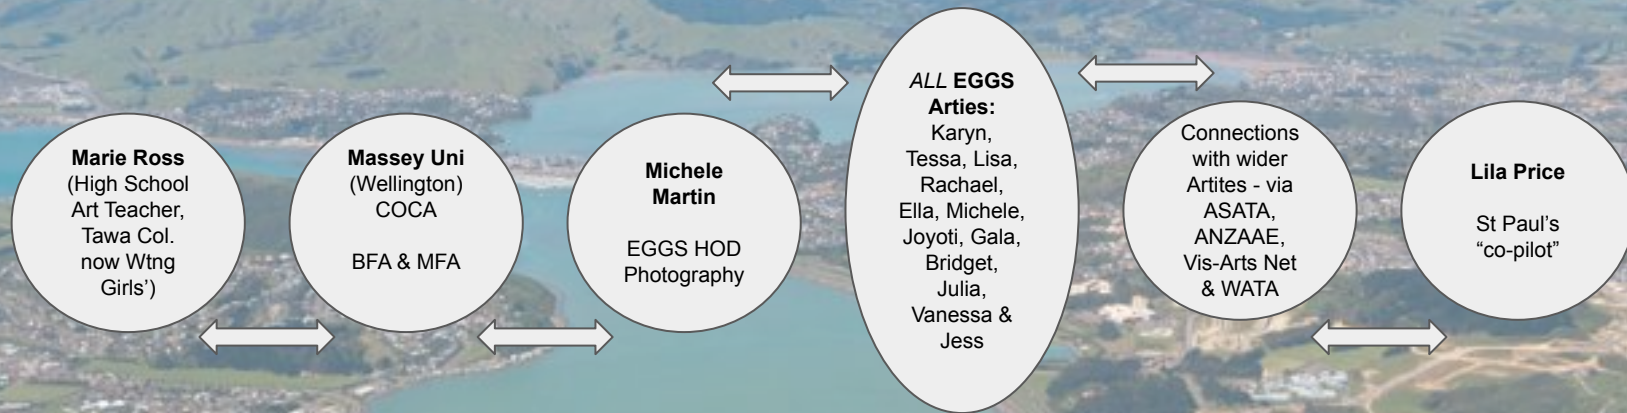 Marie Ross
(High School
Art Teacher,
Tawa Col.
now Wtng
Girls’)
Massey Uni
(Wellington)
COCA
BFA & MFA
Michele
Martin
EGGS HOD
Photography
ALL EGGS
Arties:
Karyn,
Tessa, Lisa,
Rachael,
Ella, Michele,
Joyoti, Gala,
Bridget,
Julia,
Vanessa &
Jess
Connections
with wider
Artites - via
ASATA,
ANZAAE,
Vis-Arts Net
& WATA
Lila Price
St Paul’s
“co-pilot”